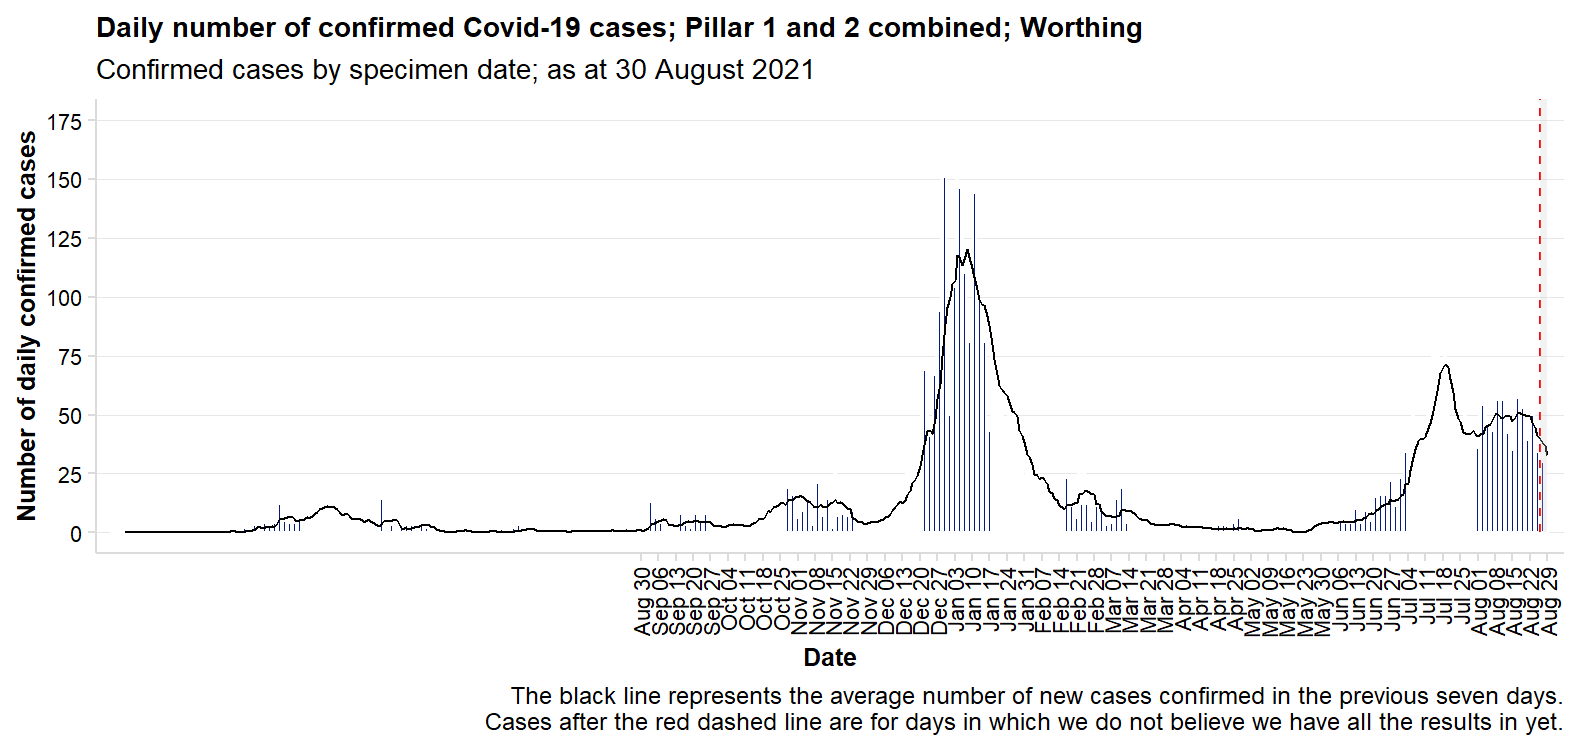 Daily number of confirmed Covid-19 cases; Pillar 1 and 2 combined; Worthing
Confirmed cases by specimen date; as at 30 August 2021
Number of daily confirmed cases
175
150
125
100
75
50
25
0
Aug 30
Sep 06
Sep 13
Sep 20
Sep 27
Oct 04
Oct 11
Oct 18
Oct 25
Nov 01
Nov 08
Nov 15
Nov 22
Nov 29
Dec 06
Dec 13
Dec 20
Dec 27
Jan 03
Jan 10
Jan 17
Jan 24
Jan 31
Feb 07
Feb 14
Feb 21
Feb 28
Mar 07
Mar 14
Mar 21
Mar 28
Apr 04
Apr 11
Apr 18
Apr 25
May 02
May 09
May 16
May 23
May 30
Jun 06
Jun 13
Jun 20
Jun 27
Jul 04
Jul 11
Jul 18
Jul 25
Aug 01
Aug 08
Aug 15
Aug 22
Aug 29
Date
The black line represents the average number of new cases confirmed in the previous seven days.
Cases after the red dashed line are for days in which we do not believe we have all the results in yet.